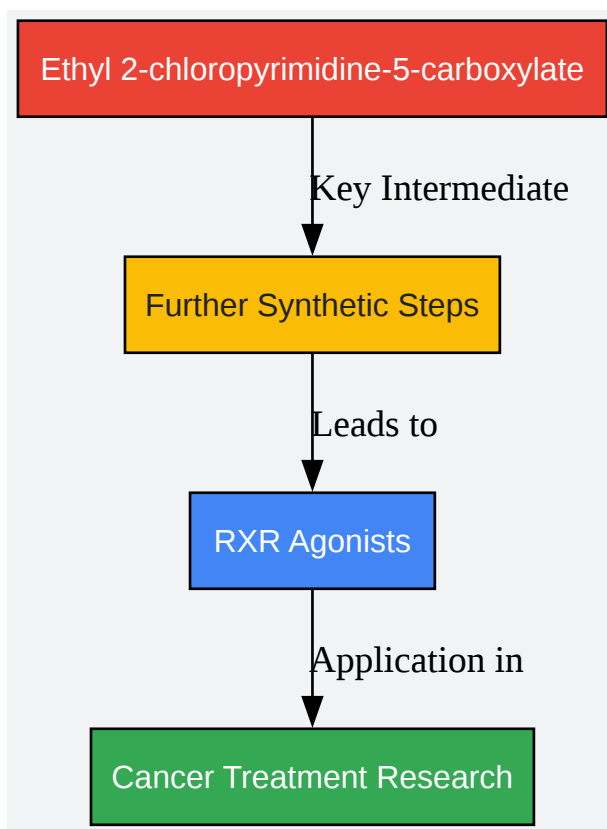 Ethyl 2-chloropyrimidine-5-carboxylate
Key Intermediate
Further Synthetic Steps
Leads to
RXR Agonists
Application in
Cancer Treatment Research